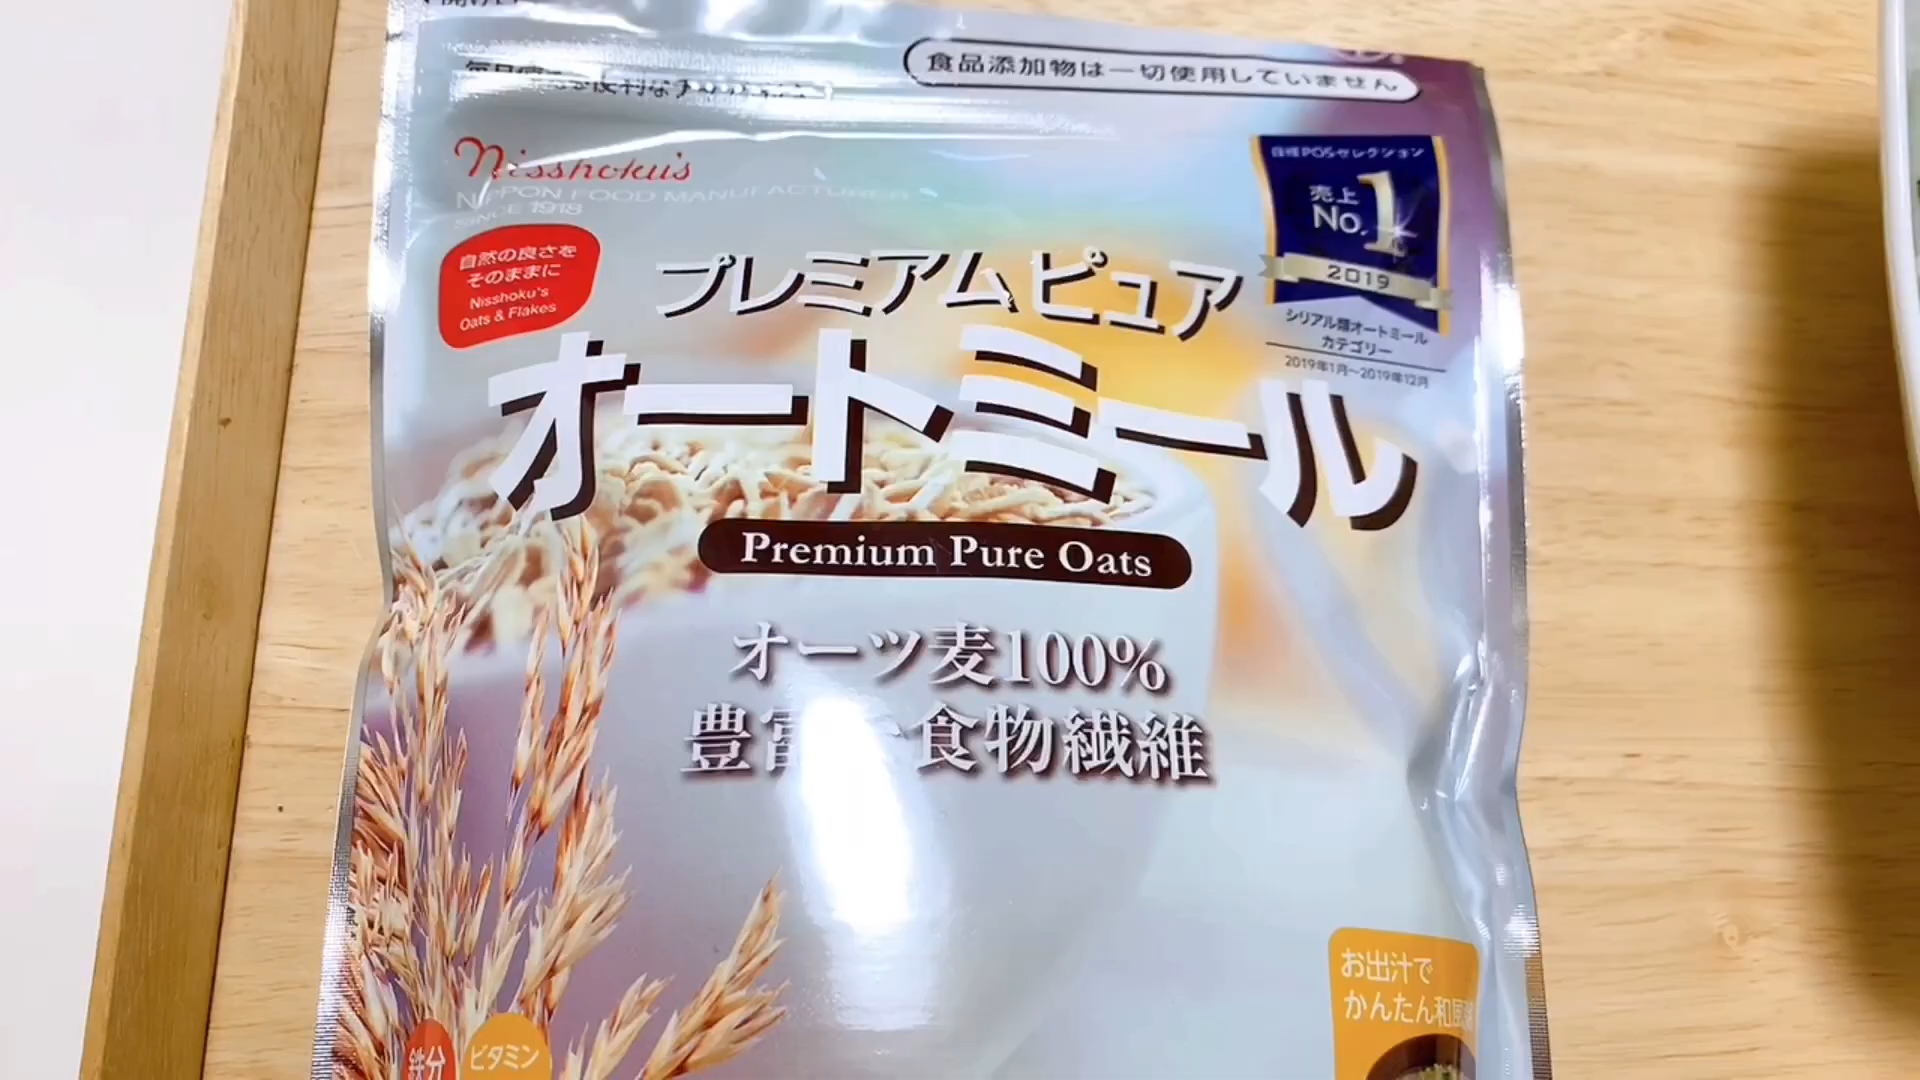 食品添加物は一切使用していません
Nisshoku's
NIPPON FOOD MANUFACTURER
SINCE 1918
自然の良さを
そのままに
Nisshoku's
Oats & Flakes
日経POSセレクション
売上
No.1
2019
シリアル類オートミール
カテゴリー
2019年1月~2019年12月
プレミアムピュア
オートミール
Premium Pure Oats
オーツ麦100%
豊富 食物繊維
お出汁で
かんたん和風
鉄分
ビタミン